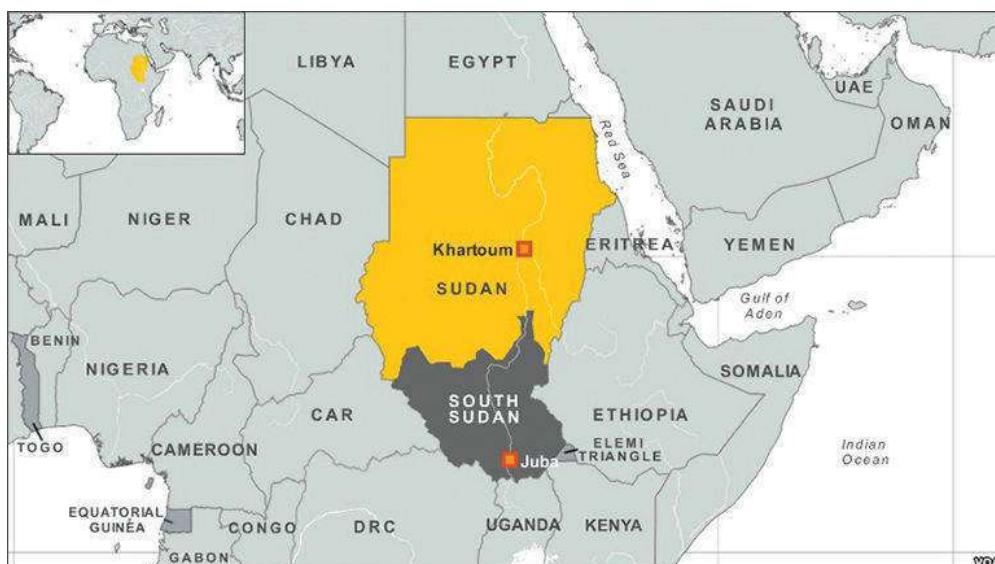 LIBYA
EGYPT
UAE
SAUDI
ARABIA
OMAN
Red Sea
MALI
NIGER
CHAD
Khartoum
ERITREA
YEMEN
SUDAN
Gulf of
Aden
BENIN
NIGERIA
SOMALIA
SOUTH
SUDAN
CAR
ETHIOPIA
TOGO
CAMEROON
ELEMI
TRIANGLE
Indian
Ocean
Juba
EQUATORIAL
GUINEA
CONGO
DRC
UGANDA
KENYA
GABON